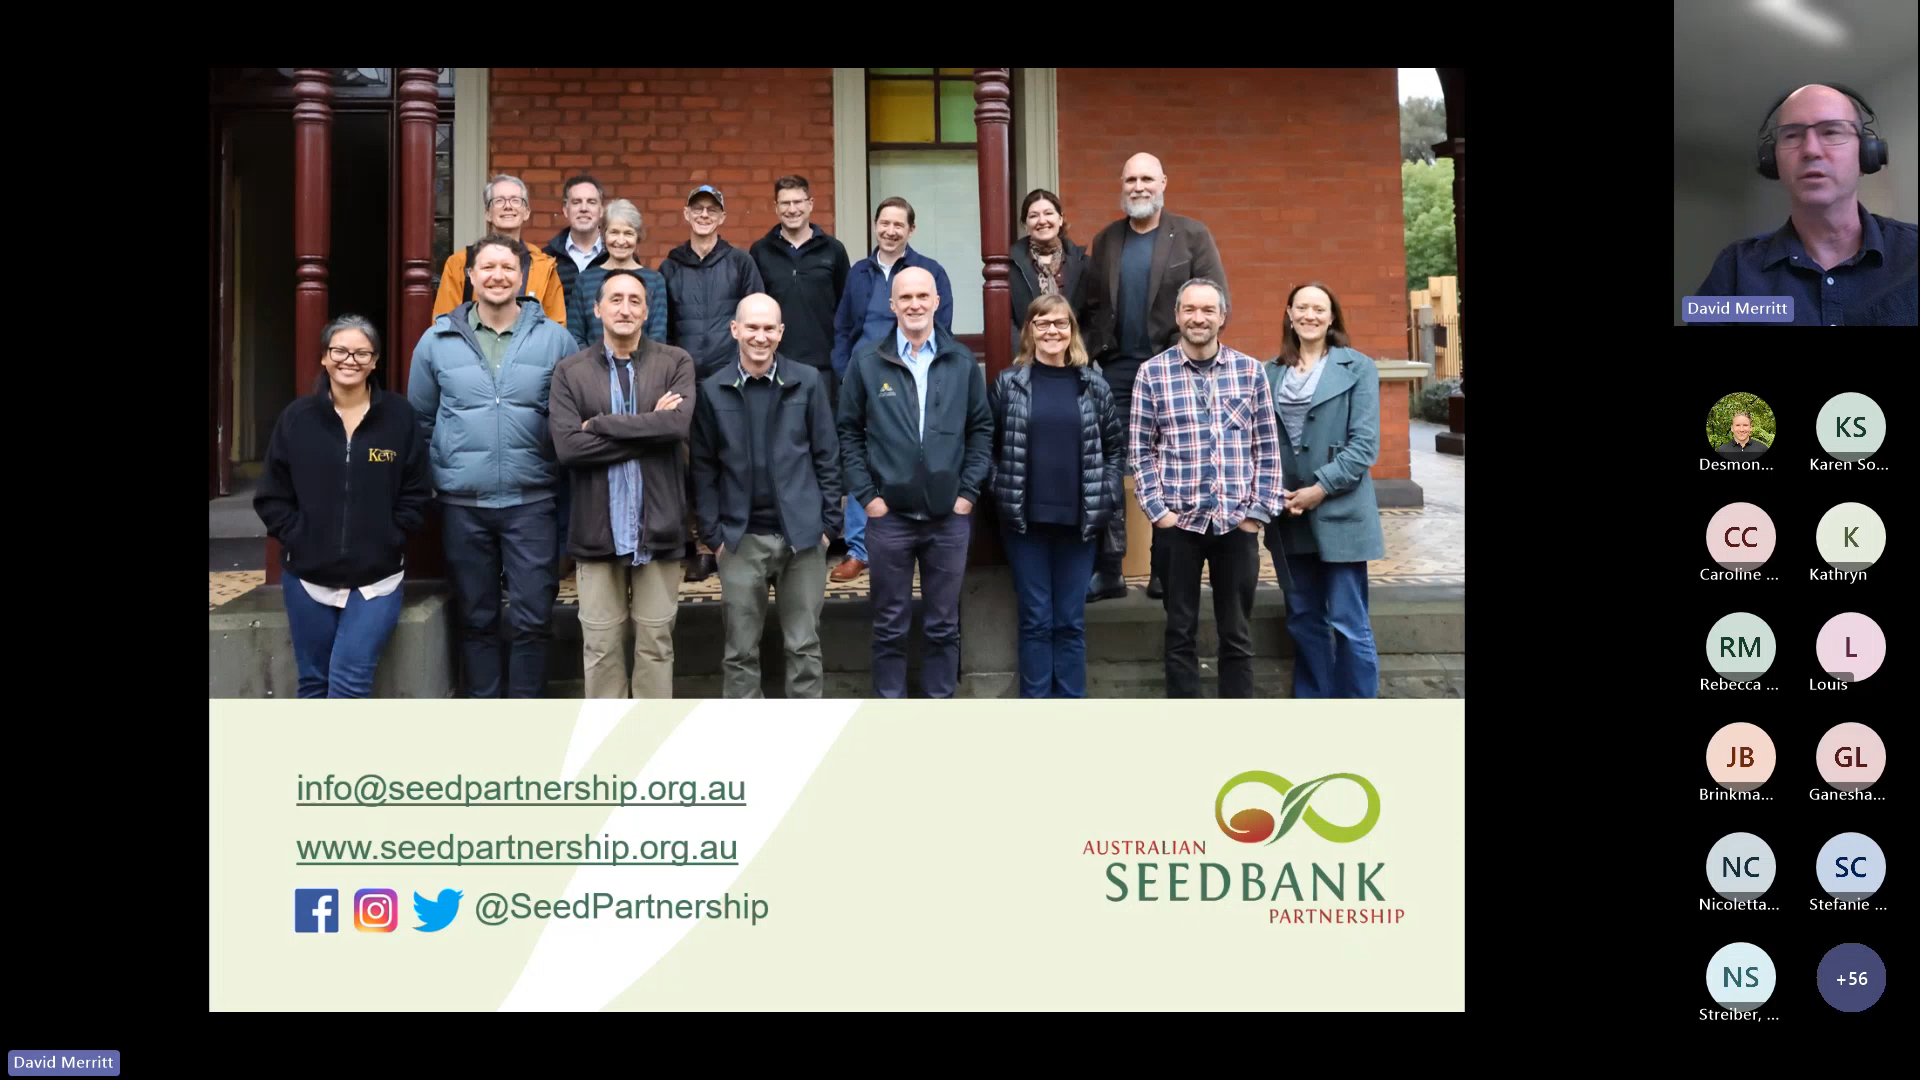 Kew
info@seedpartnership.org.au
www.seedpartnership.org.au
@SeedPartnership
AUSTRALIAN
SEEDBANK
PARTNERSHIP
David Merritt
Desmon...
KS
Karen So...
CC
Caroline ...
K
Kathryn
RM
Rebecca ...
L
Louis
JB
Brinkma...
GL
Ganesha...
NC
Nicoletta...
SC
Stefanie ...
NS
Streiber, ...
+56
David Merritt